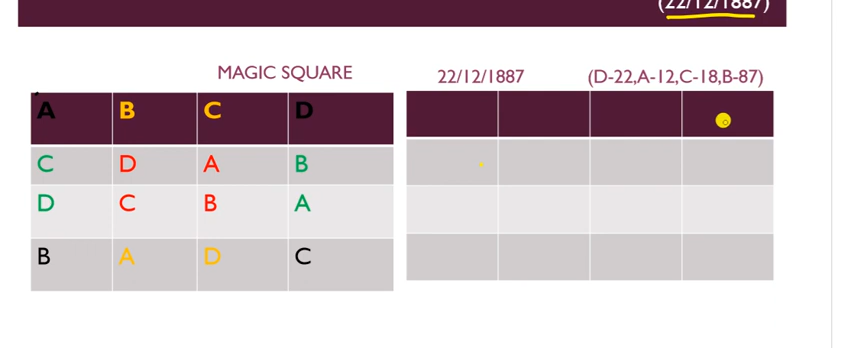 (22/12/1887)
MAGIC SQUARE
22/12/1887 (D-22,A-12,C-18,B-87)
A B C D
C D A B
D C B A
B A D C